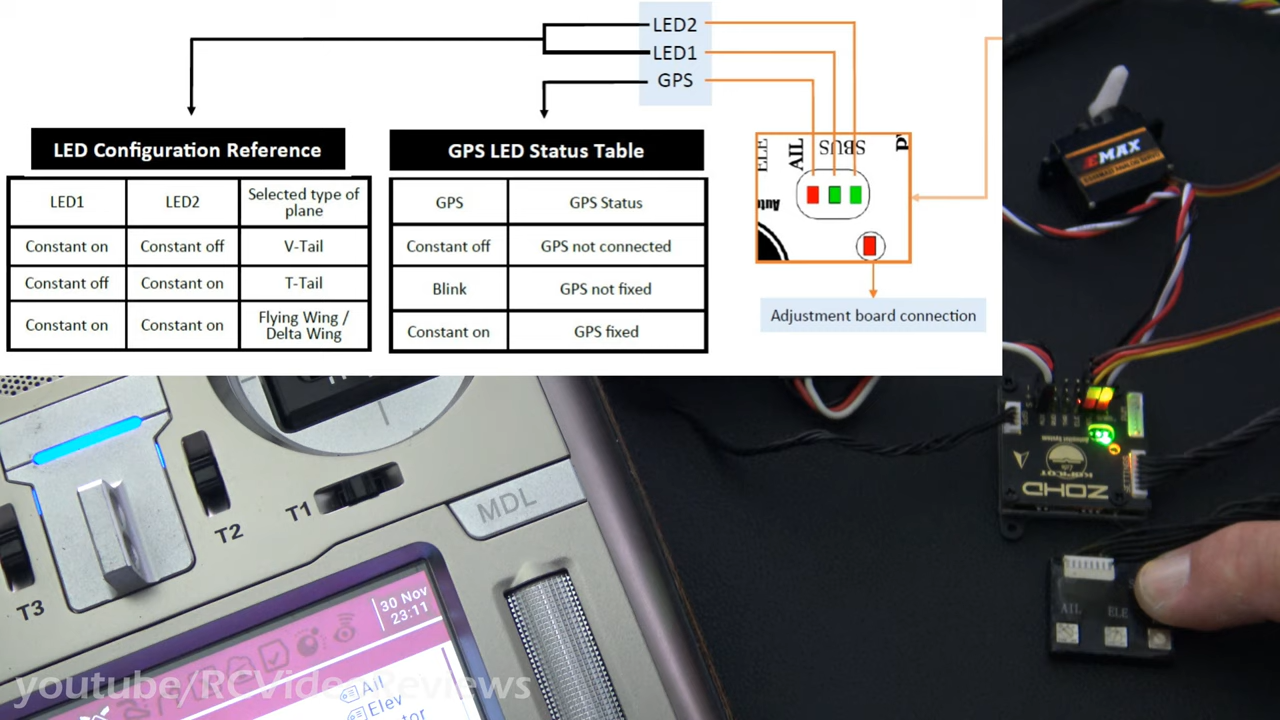 LED2
LED1
GPS
LED Configuration Reference
LED1 LED2 Selected type of plane
Constant on Constant off V-Tail
Constant off Constant on T-Tail
Constant on Constant on Flying Wing / Delta Wing
GPS LED Status Table
GPS GPS Status
Constant off GPS not connected
Blink GPS not fixed
Constant on GPS fixed
ELE
AIL
SBUS
Auto
Adjustment board connection
EMAX
KOPILOT
ZOHD
AIL
ELE
T1
T2
T3
MDL
30 Nov
23:11
Ail
Elev
youtube/RCVideoReviews